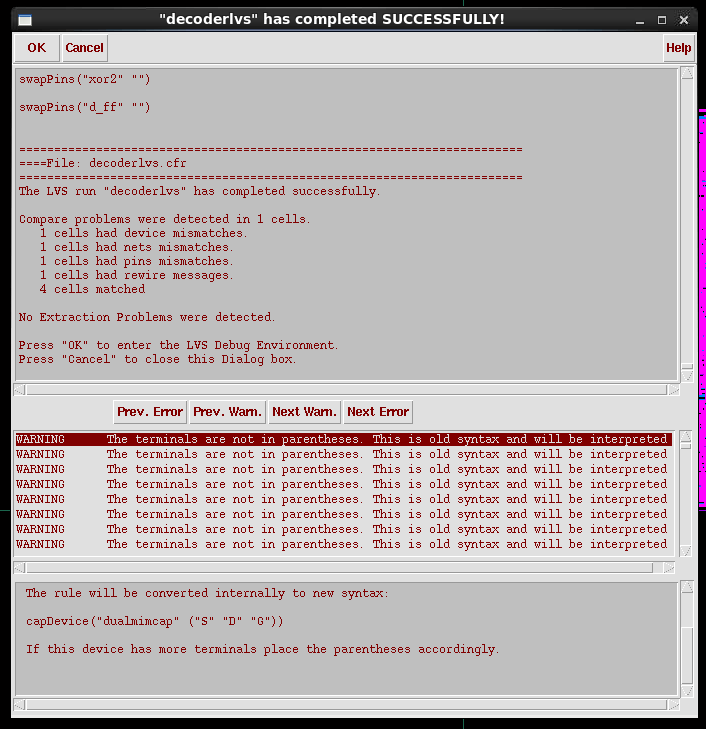 "decoderlvs" has completed SUCCESSFULLY!
OK Cancel Help
swapPins("xor2" "")
swapPins("d_ff" "")
========================================================================
====File: decoderlvs.cfr
========================================================================
The LVS run "decoderlvs" has completed successfully.
Compare problems were detected in 1 cells.
1 cells had device mismatches.
1 cells had nets mismatches.
1 cells had pins mismatches.
1 cells had rewire messages.
4 cells matched
No Extraction Problems were detected.
Press "OK" to enter the LVS Debug Environment.
Press "Cancel" to close this Dialog box.
Prev. Error Prev. Warn. Next Warn. Next Error
WARNING The terminals are not in parentheses. This is old syntax and will be interpreted
WARNING The terminals are not in parentheses. This is old syntax and will be interpreted
WARNING The terminals are not in parentheses. This is old syntax and will be interpreted
WARNING The terminals are not in parentheses. This is old syntax and will be interpreted
WARNING The terminals are not in parentheses. This is old syntax and will be interpreted
WARNING The terminals are not in parentheses. This is old syntax and will be interpreted
WARNING The terminals are not in parentheses. This is old syntax and will be interpreted
WARNING The terminals are not in parentheses. This is old syntax and will be interpreted
The rule will be converted internally to new syntax:
capDevice("dualmimcap" ("S" "D" "G"))
If this device has more terminals place the parentheses accordingly.